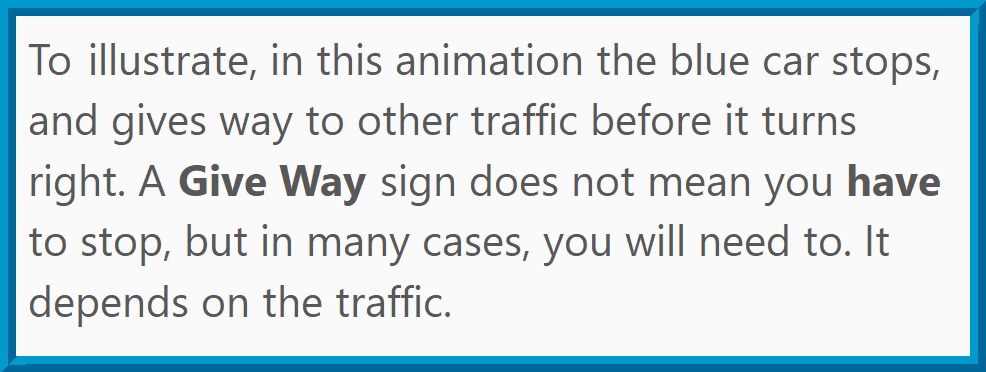 To illustrate, in this animation the blue car stops,
and gives way to other traffic before it turns
right. A Give Way sign does not mean you have
to stop, but in many cases, you will need to. It
depends on the traffic.